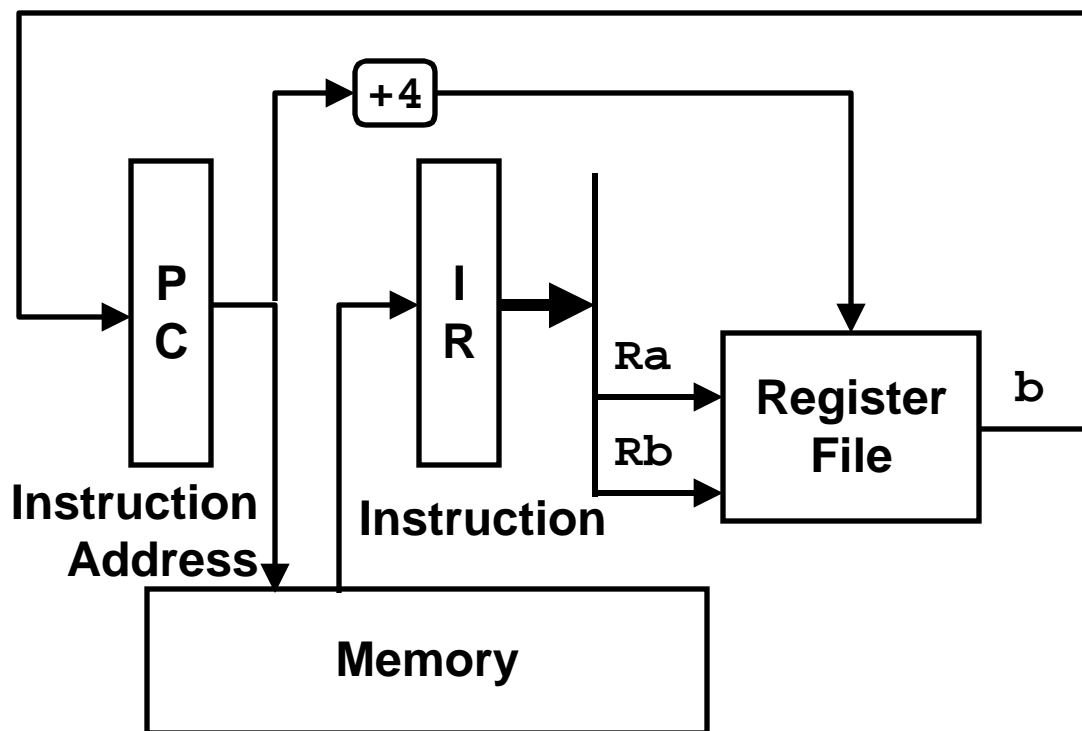 +4
P
C
I
R
Ra
Rb
Register
File
b
Instruction
Address
Instruction
Memory